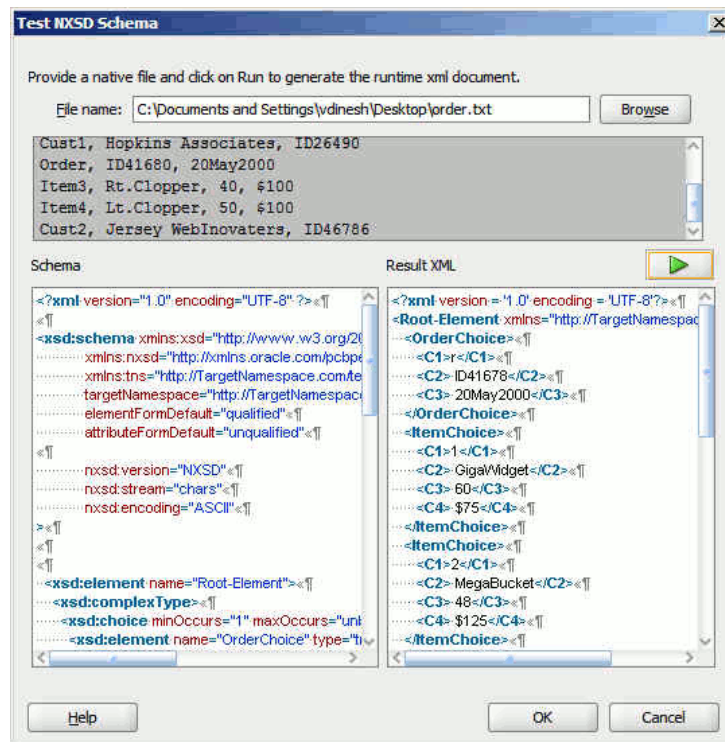 Test NXSD Schema
Provide a native file and click on Run to generate the runtime xml document.
File name: C:\Documents and Settings\vdinesh\Desktop\order.txt Browse
Cust1, Hopkins Associates, ID26490
Order, ID41680, 20May2000
Item3, Rt.Clopper, 40, $100
Item4, Lt.Clopper, 50, $100
Cust2, Jersey WebInovaters, ID46786
Schema
<?xml version="1.0" encoding="UTF-8" ?>«¶
«¶
<xsd:schema xmlns:xsd="http://www.w3.org/20
xmlns:nxsd="http://xmlns.oracle.com/pcbpe
xmlns:tns="http://TargetNamespace.com/te
targetNamespace="http://TargetNamespac
elementFormDefault="qualified"«¶
attributeFormDefault="unqualified"«¶
«¶
nxsd:version="NXSD"«¶
nxsd:stream="chars"«¶
nxsd:encoding="ASCII"«¶
>«¶
«¶
«¶
<xsd:element name="Root-Element">«¶
<xsd:complexType>«¶
<xsd:choice minOccurs="1" maxOccurs="unb
<xsd:element name="OrderChoice" type="tn
Result XML
<?xml version = '1.0' encoding = 'UTF-8'?>«¶
<Root-Element xmlns="http://TargetNamespac
<OrderChoice>«¶
<C1>r</C1>«¶
<C2> ID41678</C2>«¶
<C3> 20May2000</C3>«¶
</OrderChoice>«¶
<ItemChoice>«¶
<C1>1</C1>«¶
<C2> GigaWidget</C2>«¶
<C3> 60</C3>«¶
<C4> $75</C4>«¶
</ItemChoice>«¶
<ItemChoice>«¶
<C1>2</C1>«¶
<C2> MegaBucket</C2>«¶
<C3> 48</C3>«¶
<C4> $125</C4>«¶
</ItemChoice>«¶
Help OK Cancel